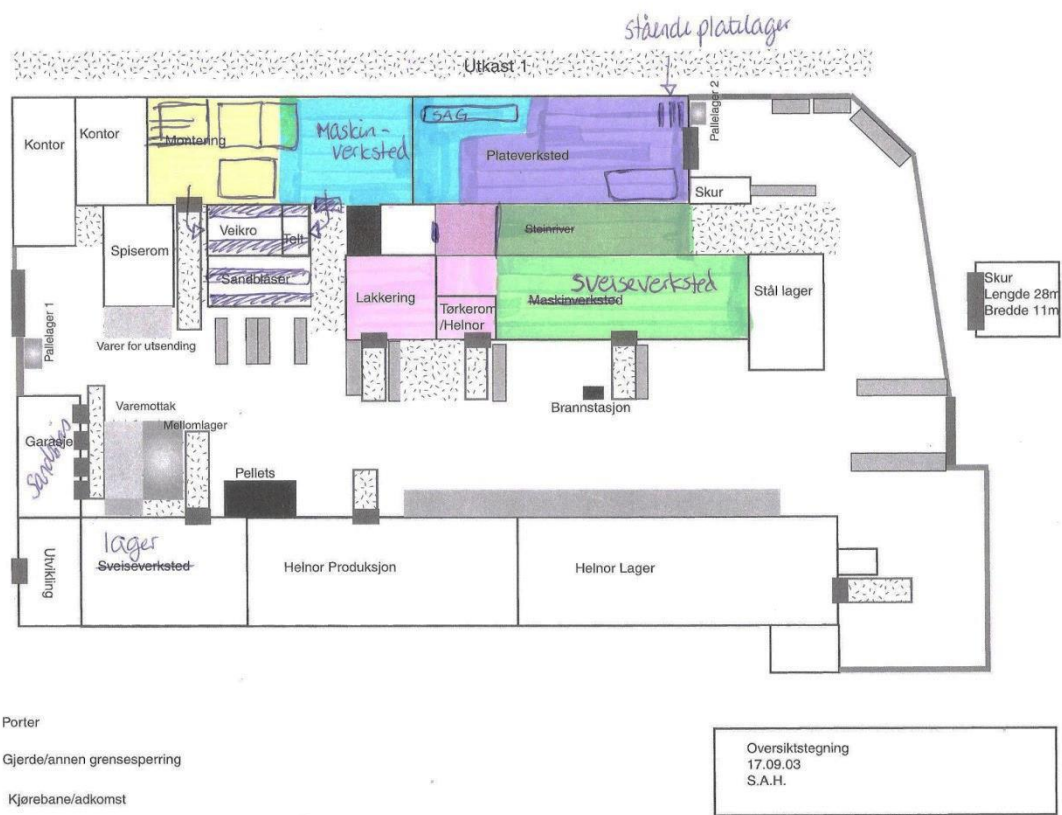 stående platelager
Utkast 1
Kontor
Kontor
Montering
Maskin-
verksted
SAG
Plateverksted
Pallelager 2
Skur
Spiserom
Veikro
Telt
Sandblåser
Steinriver
Lakkering
Tørkerom
/Helnor
Sveiseverksted
Maskinverksted
Stål lager
Skur
Lengde 28m
Bredde 11m
Pallelager 1
Varer for utsending
Brannstasjon
Garasje
Varemottak
Mellomlager
Pellets
Utvikling
lager
Sveiseverksted
Helnor Produksjon
Helnor Lager
Porter
Gjerde/annen grensesperring
Kjørebane/adkomst
Oversiktstegning
17.09.03
S.A.H.